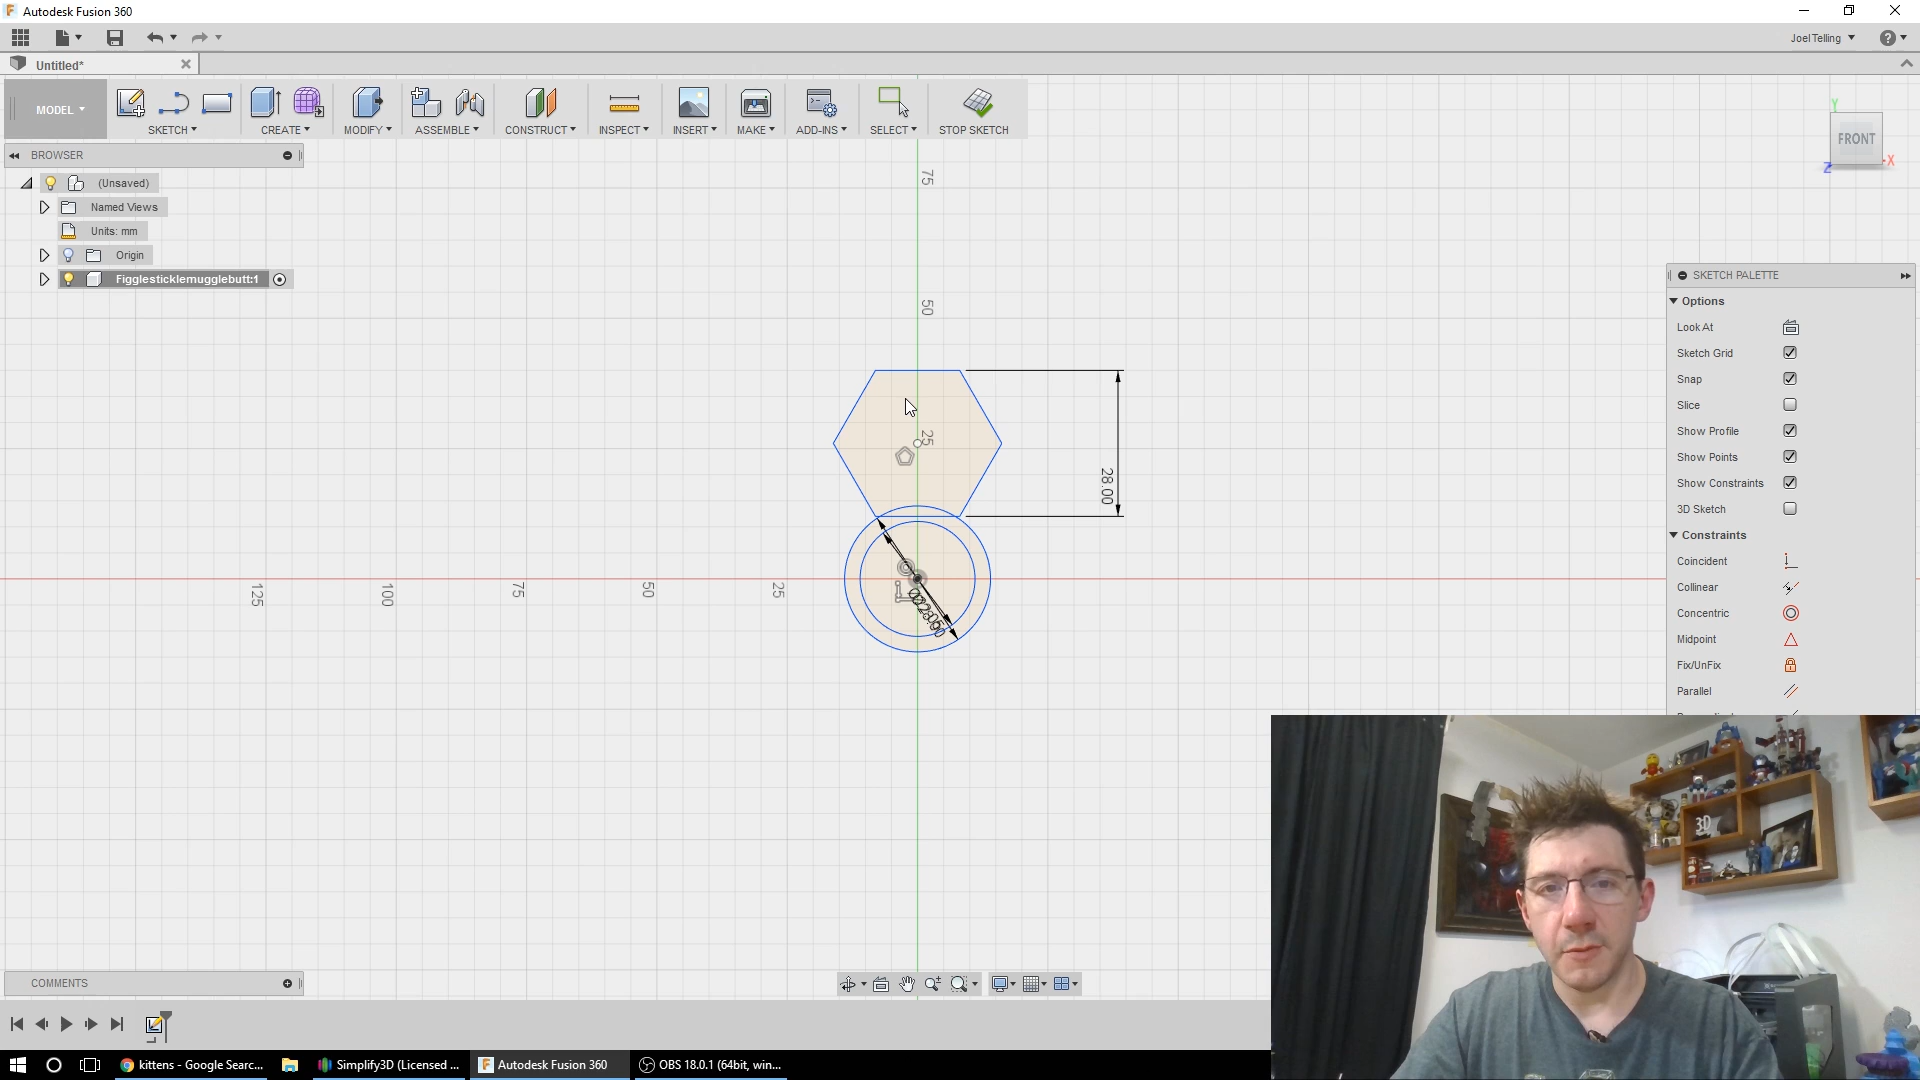 Autodesk Fusion 360
Joel Telling
Untitled*
MODEL
SKETCH
CREATE
MODIFY
ASSEMBLE
CONSTRUCT
INSPECT
INSERT
MAKE
ADD-INS
SELECT
STOP SKETCH
BROWSER
(Unsaved)
Named Views
Units: mm
Origin
Figglesticklemugglebutt:1
Y
FRONT
X
Z
75
50
25
28.00
125
100
75
50
25
SKETCH PALETTE
Options
Look At
Sketch Grid
Snap
Slice
Show Profile
Show Points
Show Constraints
3D Sketch
Constraints
Coincident
Collinear
Concentric
Midpoint
Fix/UnFix
Parallel
3D
COMMENTS
kittens - Google Searc...
Simplify3D (Licensed ...
Autodesk Fusion 360
OBS 18.0.1 (64bit, win...